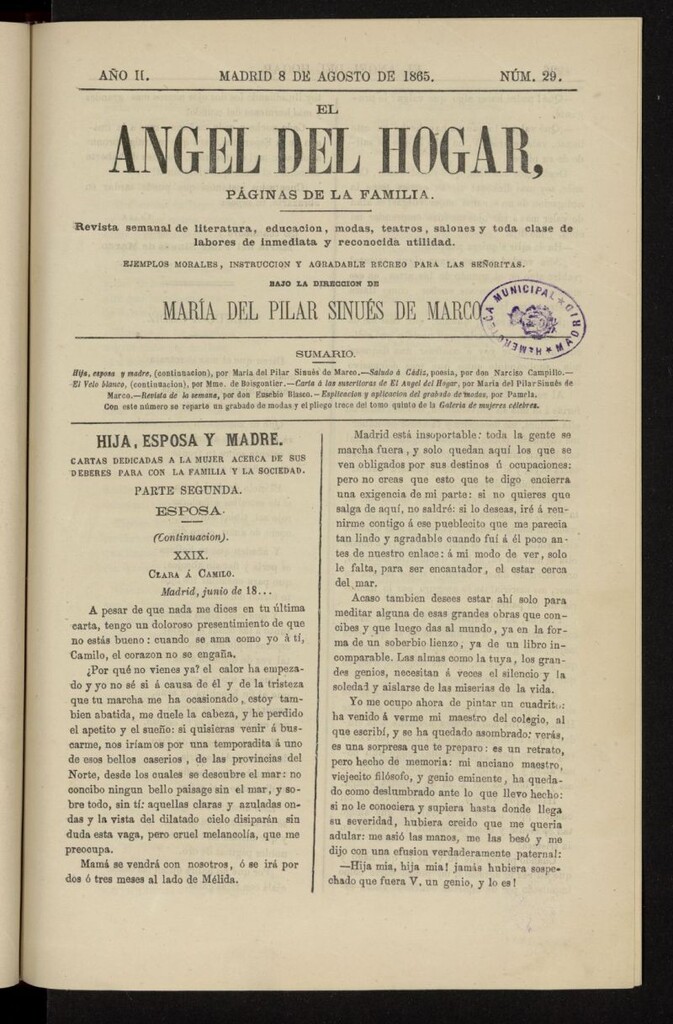 AÑO II. MADRID 8 DE AGOSTO DE 1865. NÚM. 29.
EL
ANGEL DEL HOGAR,
PÁGINAS DE LA FAMILIA.
Revista semanal de literatura, educacion, modas, teatros, salones y toda clase de
labores de inmediata y reconocida utilidad.
EJEMPLOS MORALES, INSTRUCCION Y AGRADABLE RECREO PARA LAS SEÑORITAS.
BAJO LA DIRECCION DE
MARÍA DEL PILAR SINUÉS DE MARCO
HEMEROTECA MUNICIPAL
MADRID
SUMARIO.
Hija, esposa y madre, (continuacion), por María del Pilar Sinués de Marco.—Saludo á Cádiz, poesia, por don Narciso Campillo.—
El Velo blanco, (continuacion), por Mme. de Boisgontier.—Carta á las suscritoras de El Angel del Hogar, por María del Pilar Sinués de
Marco.—Revista de la semana, por don Eusebio Blasco.—Esplicacion y aplicacion del grabado de modas, por Pamela.
Con este número se reparte un grabado de modas y el pliego trece del tomo quinto de la Galeria de mujeres célebres.
HIJA, ESPOSA Y MADRE.
CARTAS DEDICADAS A LA MUJER ACERCA DE SUS
DEBERES PARA CON LA FAMILIA Y LA SOCIEDAD.
PARTE SEGUNDA.
ESPOSA.
(Continuacion).
XXIX.
CLARA Á CAMILO.
Madrid, junio de 18...
A pesar de que nada me dices en tu última
carta, tengo un doloroso presentimiento de que
no estás bueno: cuando se ama como yo á tí,
Camilo, el corazon no se engaña.
¿Por qué no vienes ya? el calor ha empeza-
do y yo no sé si á causa de él y de la tristeza
que tu marcha me ha ocasionado, estoy tam-
bien abatida, me duele la cabeza, y he perdido
el apetito y el sueño: si quisieras venir á bus-
carme, nos iríamos por una temporadita á uno
de esos bellos caserios, de las provincias del
Norte, desde los cuales se descubre el mar: no
concibo ningun bello paisage sin el mar, y so-
bre todo, sin tí: aquellas claras y azuladas on-
das y la vaga del dilatado cielo disiparán sin
duda esta vaga, pero cruel melancolía, que me
preocupa.
Mamá se vendrá con nosotros, ó se irá por
dos ó tres meses al lado de Mélida.
Madrid está insoportable: toda la gente se
marcha fuera, y solo quedan aquí los que se
ven obligados por sus destinos ú ocupaciones:
pero no creas que esto que te digo encierra
una exigencia de mi parte: si no quieres que
salga de aquí, no saldré: si lo deseas, iré á reu-
nirme contigo á ese pueblecito que me parecia
tan lindo y agradable cuando fuí á él poco an-
tes de nuestro enlace: á mi modo de ver, solo
le falta, para ser encantador, el estar cerca
del mar.
Acaso tambien desees estar ahí solo para
meditar alguna de esas grandes obras que con-
cibes y que luego das al mundo, ya en la for-
ma de un soberbio lienzo, ya de un libro in-
comparable. Las almas como la tuya, los gran-
des genios, necesitan á veces el silencio y la
soledad y aislarse de las miserias de la vida.
Yo me ocupo ahora de pintar un cuadrito:
ha venido á verme mi maestro del colegio, al
que escribí, y se ha quedado asombrado: verás,
es una sorpresa que te preparo: es un retrato,
pero hecho de memoria: mi anciano maestro,
viejecito filósofo, y genio eminente, ha queda-
do como deslumbrado ante lo que llevo hecho:
si no le conociera y supiera hasta donde llega
su severidad, hubiera creido que me queria
adular: me asió las manos, me las besó y me
dijo con una efusion verdaderamente paternal:
—Hija mia, hija mia! jamás hubiera sospe-
chado que fuera V. un genio, y lo es!